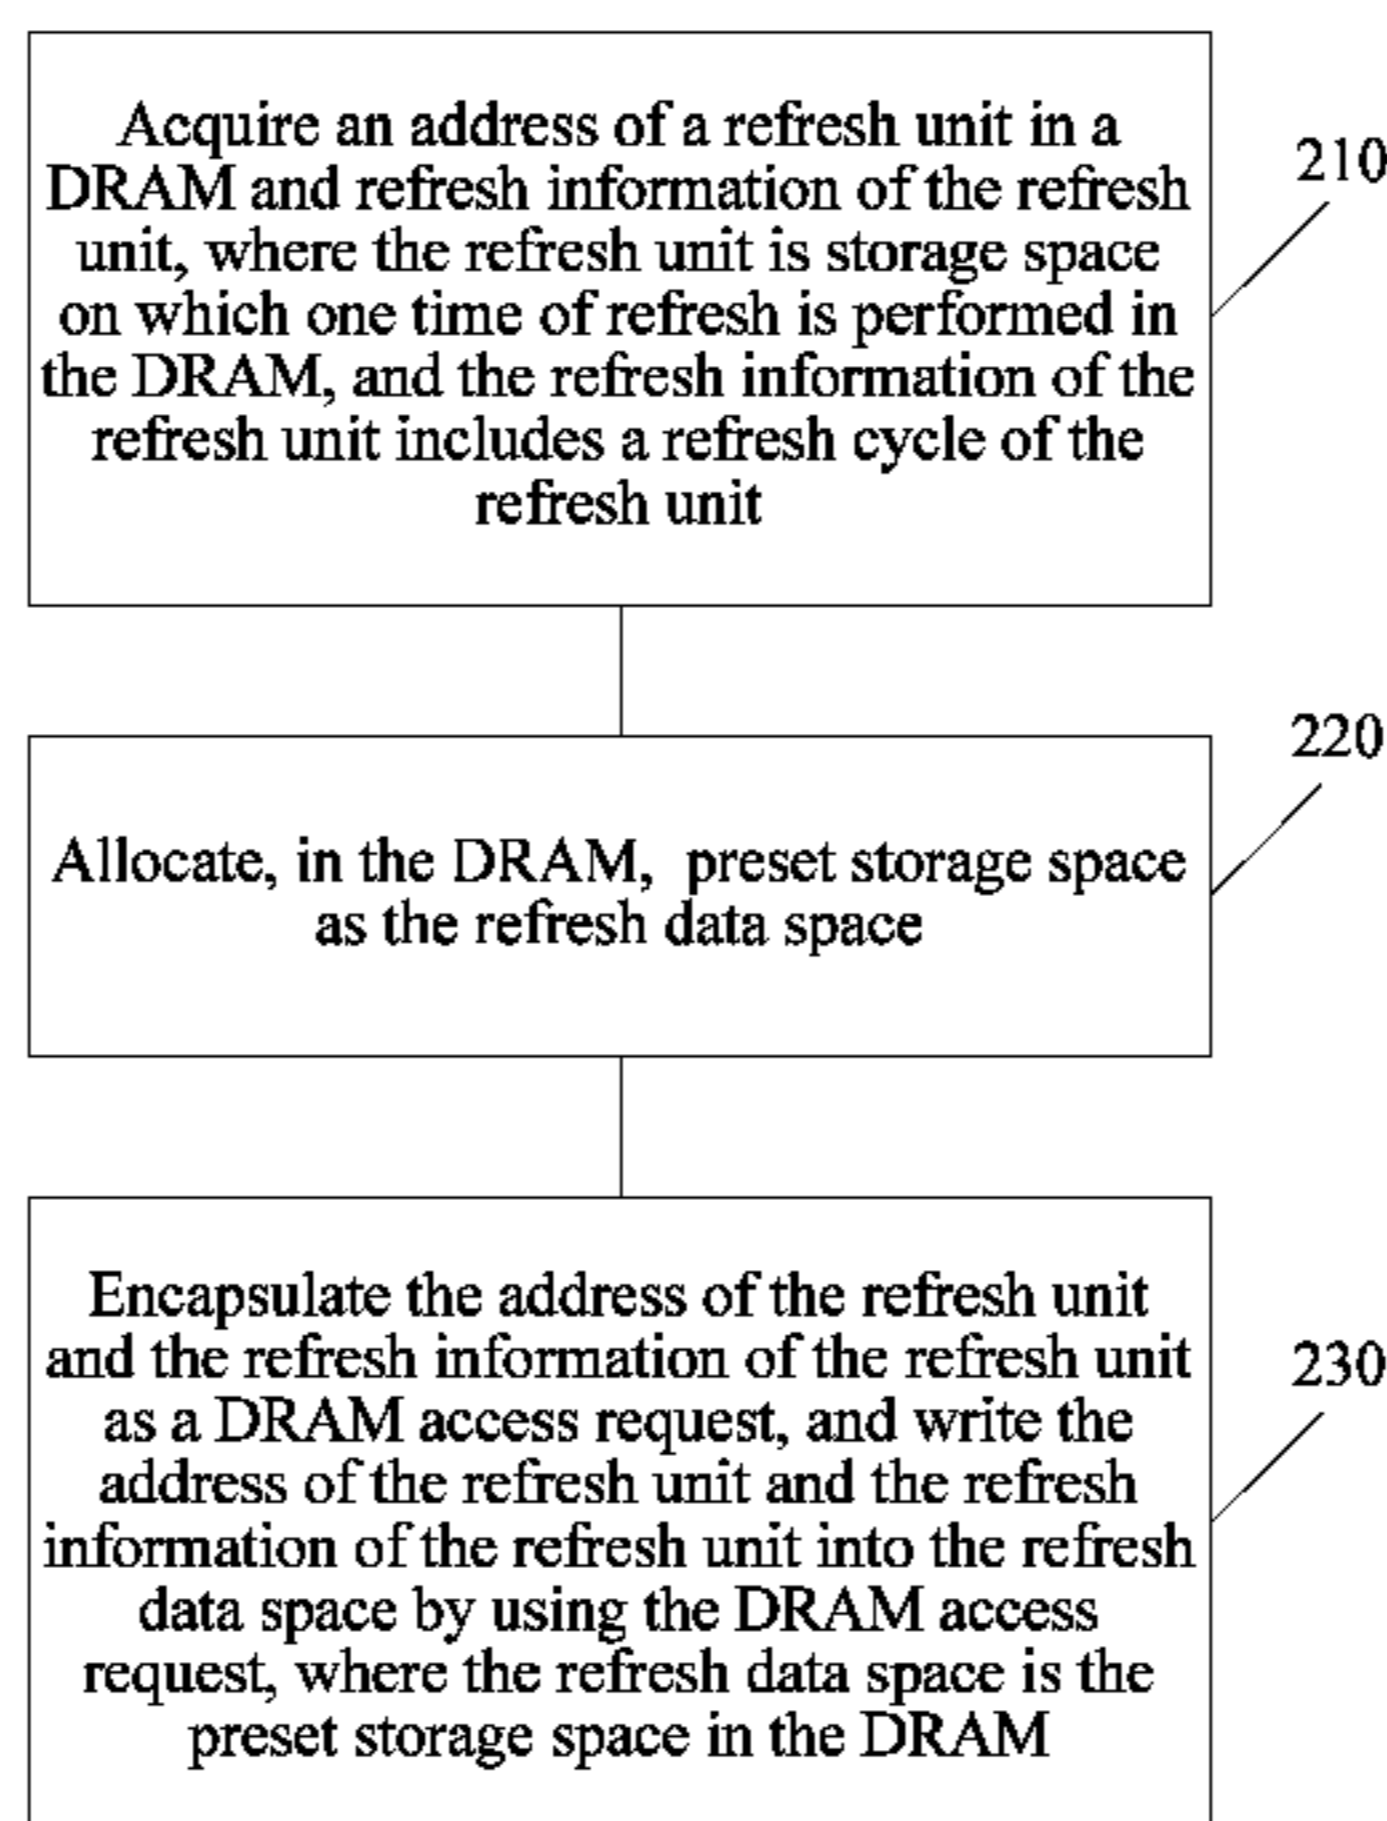 Acquire an address of a refresh unit in a
DRAM and refresh information of the refresh
unit, where the refresh unit is storage space
on which one time of refresh is performed in
the DRAM, and the refresh information of the
refresh unit includes a refresh cycle of the
refresh unit
210
Allocate, in the DRAM, preset storage space
as the refresh data space
220
Encapsulate the address of the refresh unit
and the refresh information of the refresh unit
as a DRAM access request, and write the
address of the refresh unit and the refresh
information of the refresh unit into the refresh
data space by using the DRAM access
request, where the refresh data space is the
preset storage space in the DRAM
230